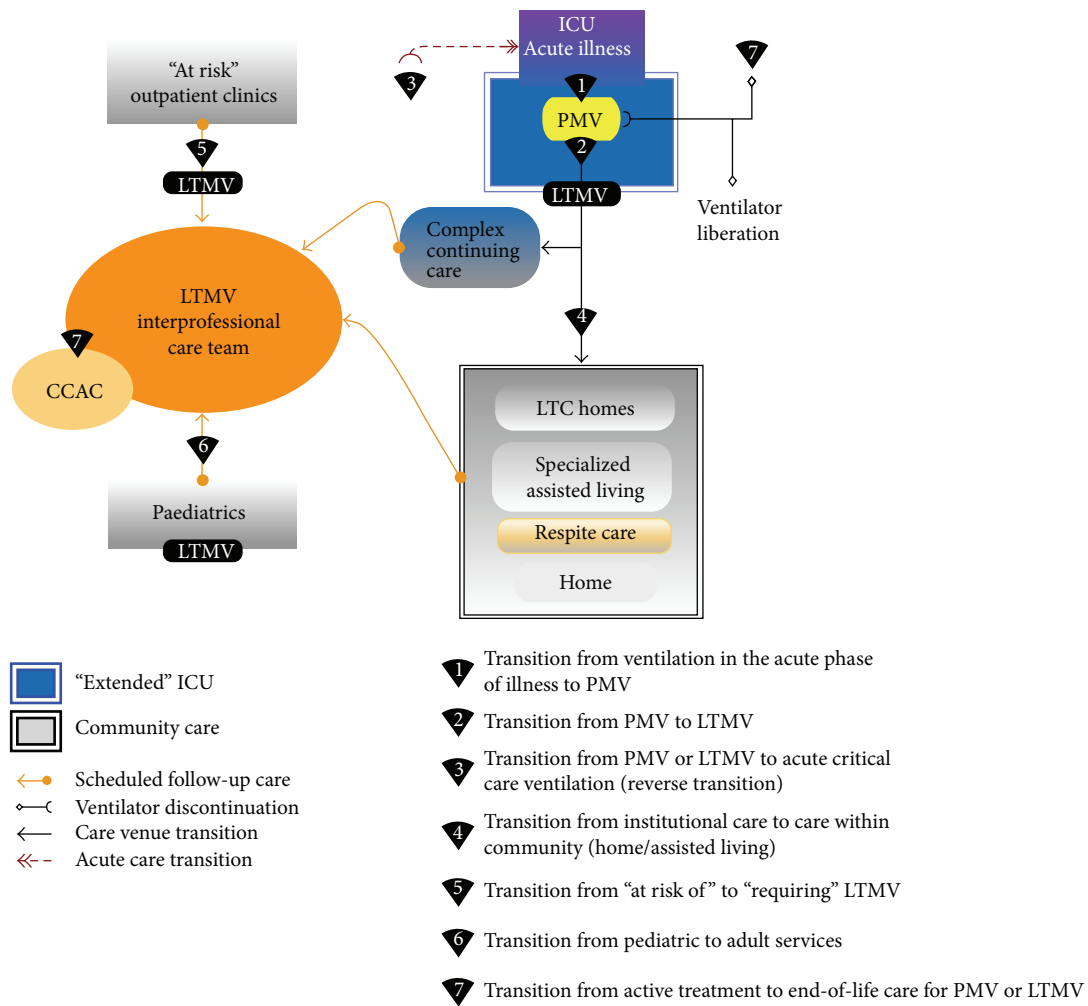 ICU
Acute illness
7
"At risk"
outpatient clinics
3
1
PMV
2
5
LTMV
LTMV
Ventilator
liberation
Complex
continuing
care
LTMV
interprofessional
care team
4
7
CCAC
6
LTC homes
Specialized
assisted living
Respite care
Home
Paediatrics
LTMV
"Extended" ICU
Community care
Scheduled follow-up care
Ventilator discontinuation
Care venue transition
Acute care transition
1 Transition from ventilation in the acute phase
of illness to PMV
2 Transition from PMV to LTMV
3 Transition from PMV or LTMV to acute critical
care ventilation (reverse transition)
4 Transition from institutional care to care within
community (home/assisted living)
5 Transition from "at risk of" to "requiring" LTMV
6 Transition from pediatric to adult services
7 Transition from active treatment to end-of-life care for PMV or LTMV